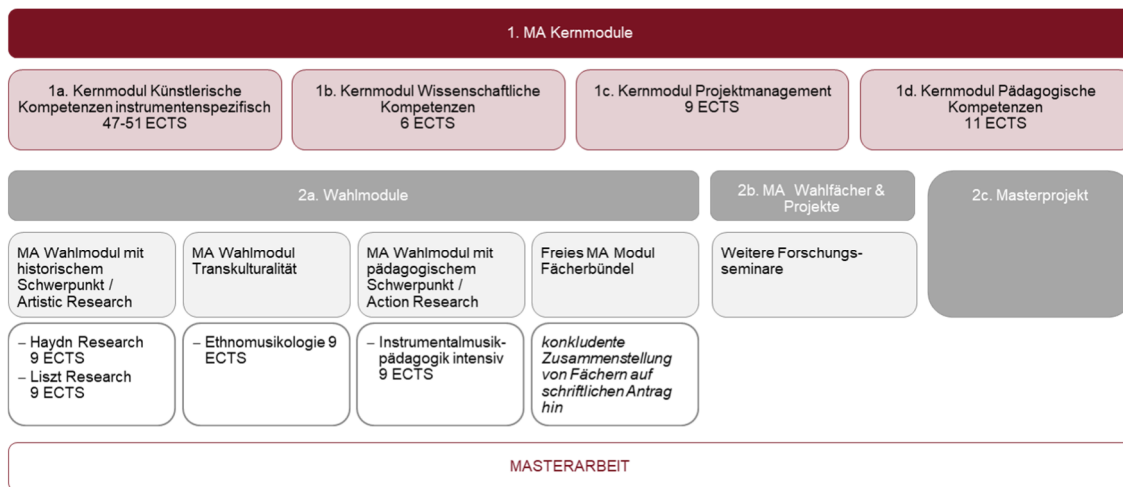 1. MA Kernmodule
1a. Kernmodul Künstlerische
Kompetenzen instrumentenspezifisch
47-51 ECTS
1b. Kernmodul Wissenschaftliche
Kompetenzen
6 ECTS
1c. Kernmodul Projektmanagement
9 ECTS
1d. Kernmodul Pädagogische
Kompetenzen
11 ECTS
2a. Wahlmodule
2b. MA Wahlfächer &
Projekte
2c. Masterprojekt
MA Wahlmodul mit
historischem
Schwerpunkt /
Artistic Research
MA Wahlmodul
Transkulturalität
MA Wahlmodul mit
pädagogischem
Schwerpunkt /
Action Research
Freies MA Modul
Fächerbündel
Weitere Forschungs-
seminare
– Haydn Research
9 ECTS
– Liszt Research
9 ECTS
– Ethnomusikologie 9
ECTS
– Instrumentalmusik-
pädagogik intensiv
9 ECTS
konkludente
Zusammenstellung
von Fächern auf
schriftlichen Antrag
hin
MASTERARBEIT